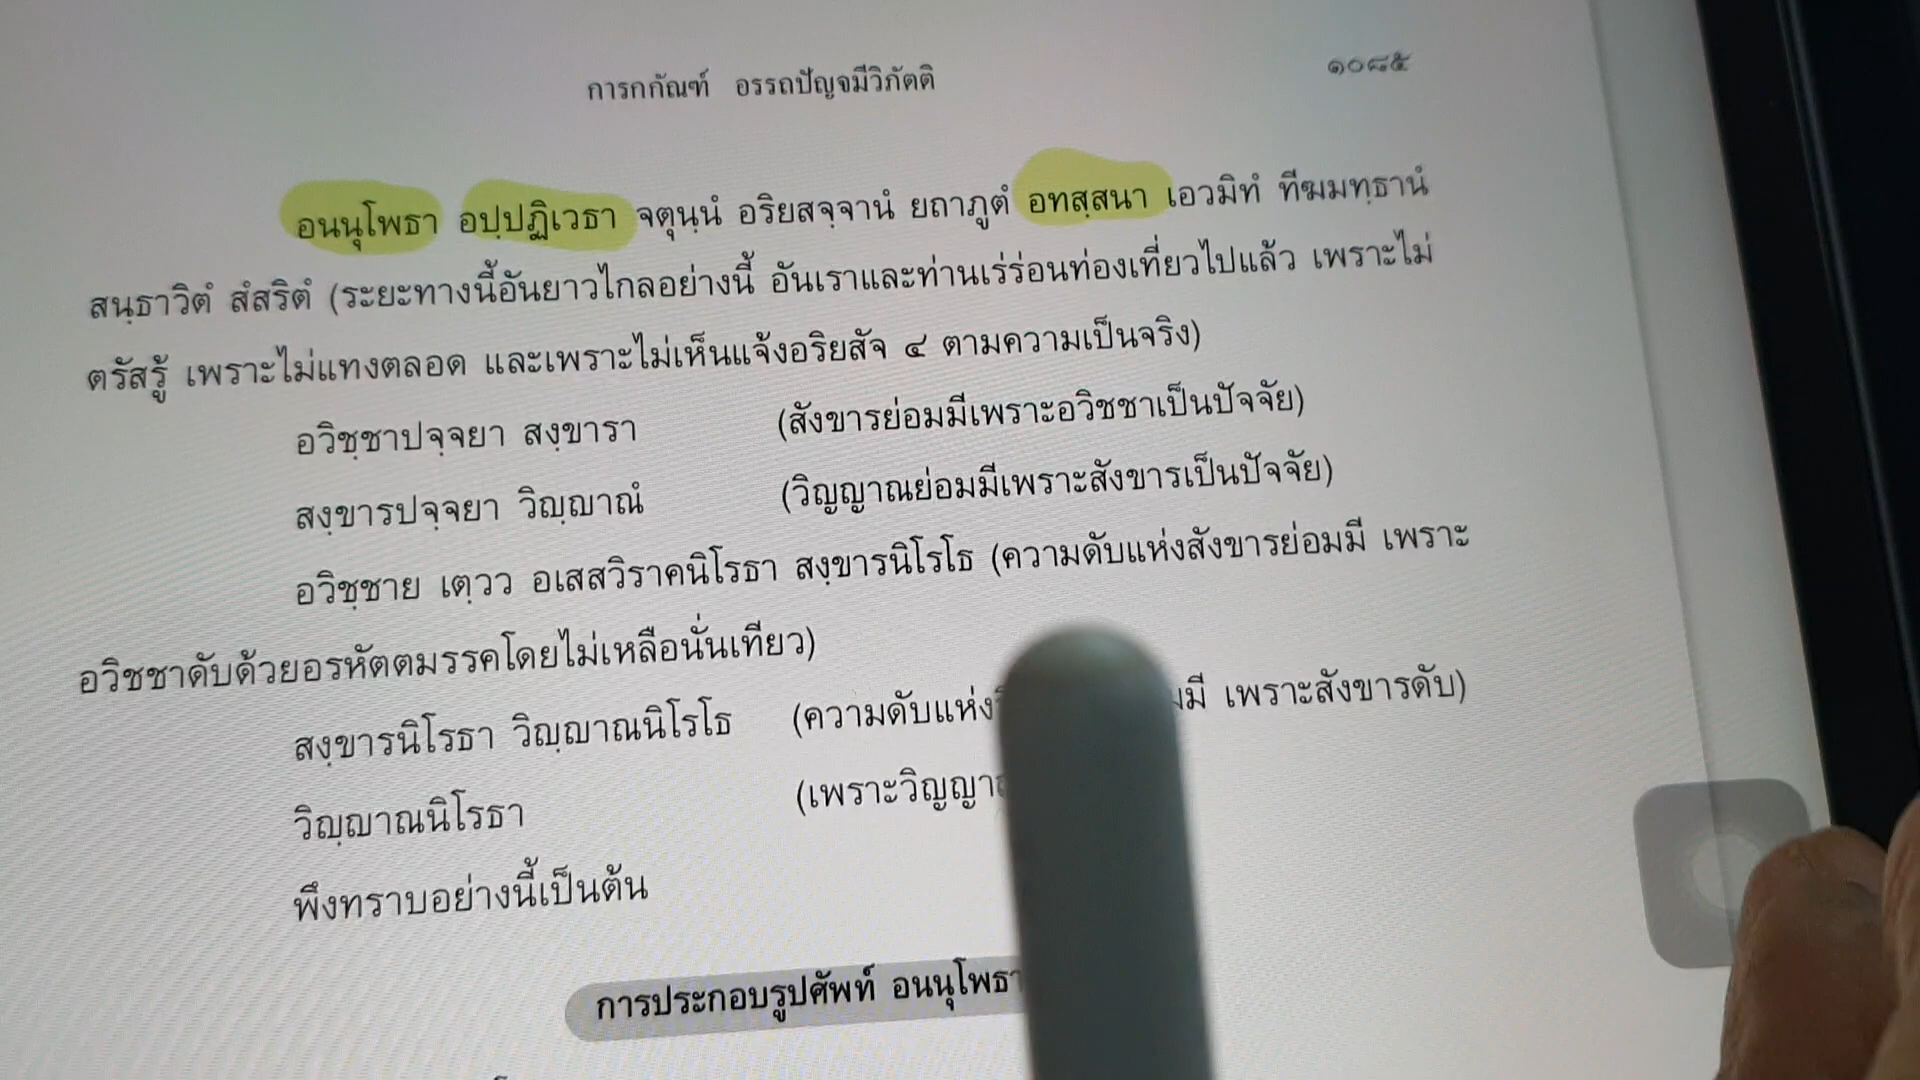 การกกัณฑ์ อรรถปัญจมีวิภัตติ ๑๐๘๕
อนนุโพธา อปฺปฏิเวธา จตุนฺนํ อริยสจฺจานํ ยถาภูตํ อทสฺสนา เอวมิทํ ทีฆมทฺธานํ
สนฺธาวิตํ สํสริตํ (ระยะทางนี้อันยาวไกลอย่างนี้ อันเราและท่านเร่ร่อนท่องเที่ยวไปแล้ว เพราะไม่
ตรัสรู้ เพราะไม่แทงตลอด และเพราะไม่เห็นแจ้งอริยสัจ ๔ ตามความเป็นจริง)
อวิชฺชาปจฺจยา สงฺขารา (สังขารย่อมมีเพราะอวิชชาเป็นปัจจัย)
สงฺขารปจฺจยา วิญฺญาณํ (วิญญาณย่อมมีเพราะสังขารเป็นปัจจัย)
อวิชฺชาย เตฺวว อเสสวิราคนิโรธา สงฺขารนิโรโธ (ความดับแห่งสังขารย่อมมี เพราะ
อวิชชาดับด้วยอรหัตตมรรคโดยไม่เหลือนั่นเทียว)
สงฺขารนิโรธา วิญฺญาณนิโรโธ (ความดับแห่ง มี เพราะสังขารดับ)
วิญฺญาณนิโรธา (เพราะวิญญา
พึงทราบอย่างนี้เป็นต้น
การประกอบรูปศัพท์ อนนุโพธา